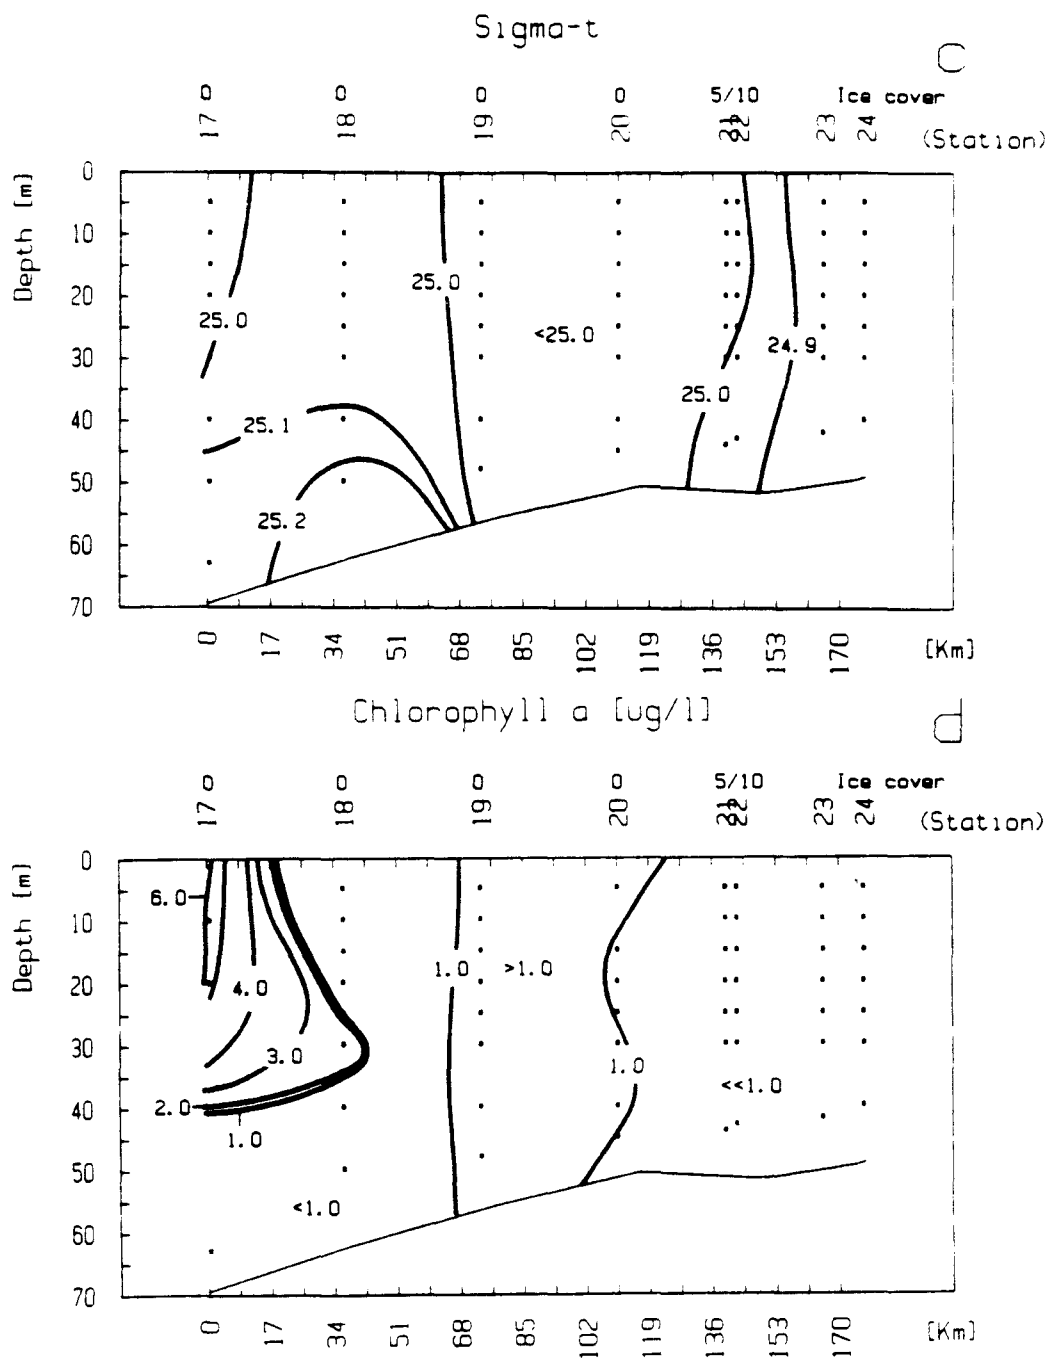 Sigma-t
c
0 0 0 0 5/10 Ice cover
17 18 19 20 21 22 23 24 (Station)
Depth [m]
0
10
20
30
40
50
60
70
25.0
25.0
<25.0
24.9
25.0
25.1
25.2
0 17 34 51 68 85 102 119 136 153 170 [Km]
Chlorophyll a [ug/l]
d
0 0 0 0 5/10 Ice cover
17 18 19 20 21 22 23 24 (Station)
Depth [m]
0
10
20
30
40
50
60
70
6.0
1.0 >1.0
4.0
3.0
1.0
<<1.0
2.0
1.0
<1.0
0 17 34 51 68 85 102 119 136 153 170 [Km]